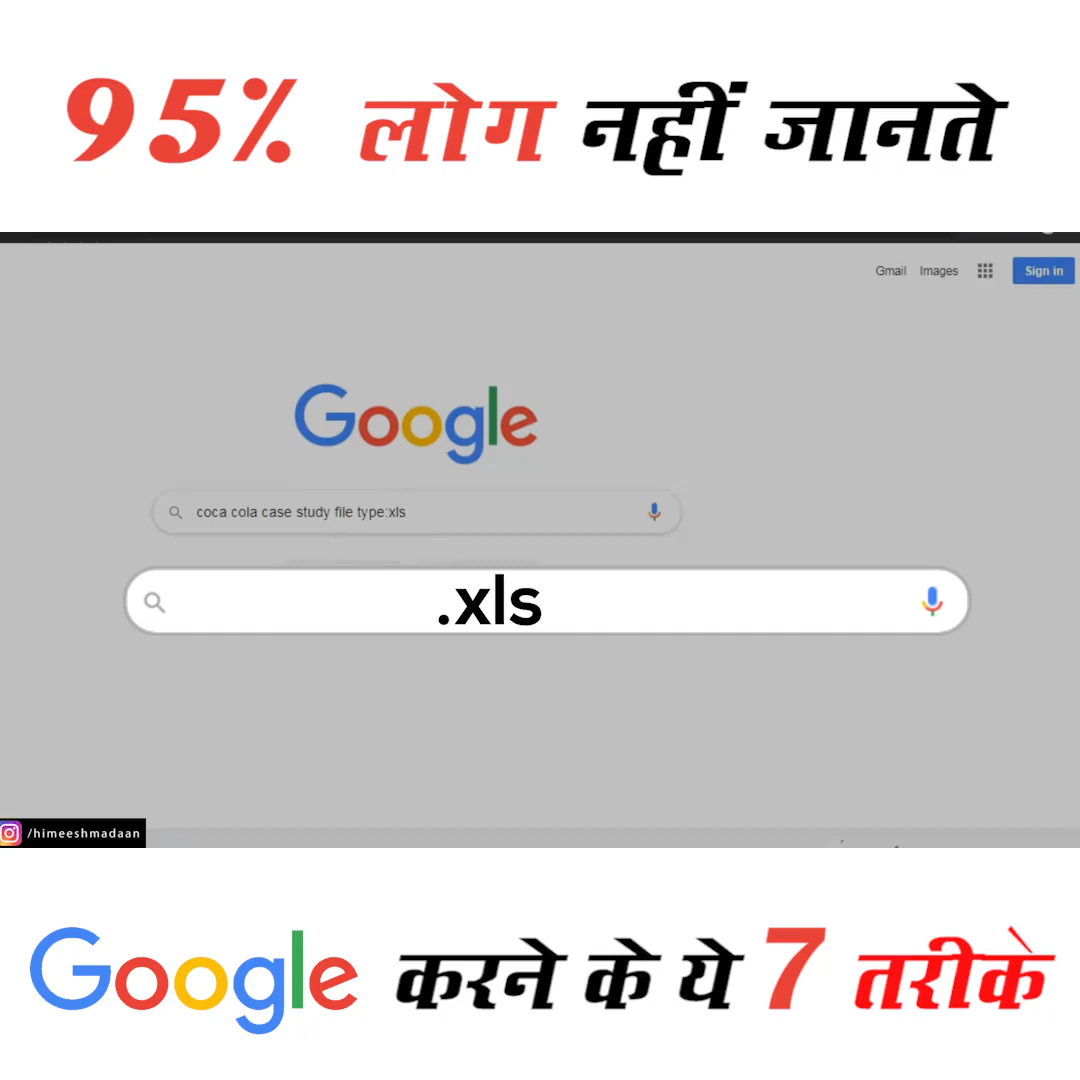 95% लोग नहीं जानते
Gmail Images Sign in
Google
coca cola case study file type:xls
.xls
/himeeshmadaan
Google करने के ये 7 तरीके